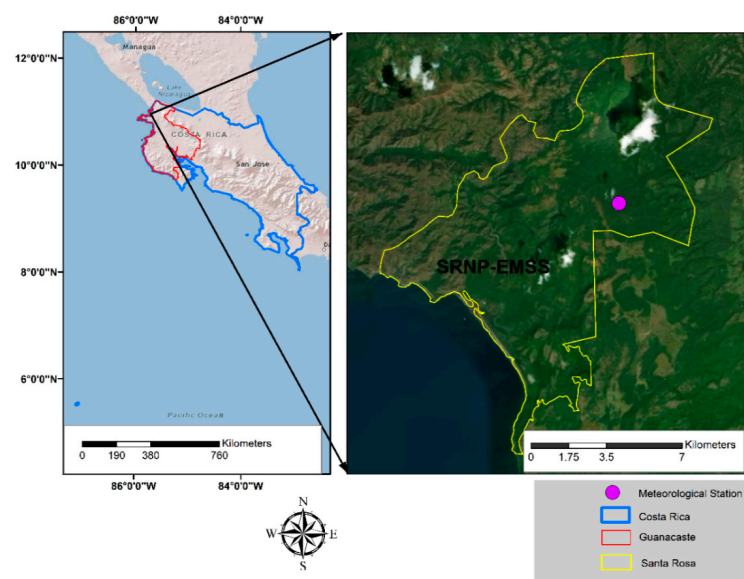 86°0'0"W 84°0'0"W
12°0'0"N
10°0'0"N
8°0'0"N
6°0'0"N
Managua
Lake
Nicaragua
COSTA RICA
San Jose
Pacific Ocean
Kilometers
0 190 380 760
86°0'0"W 84°0'0"W
SRNP-EMSS
Kilometers
0 1.75 3.5 7
N
W E
S
Meteorological Station
Costa Rica
Guanacaste
Santa Rosa